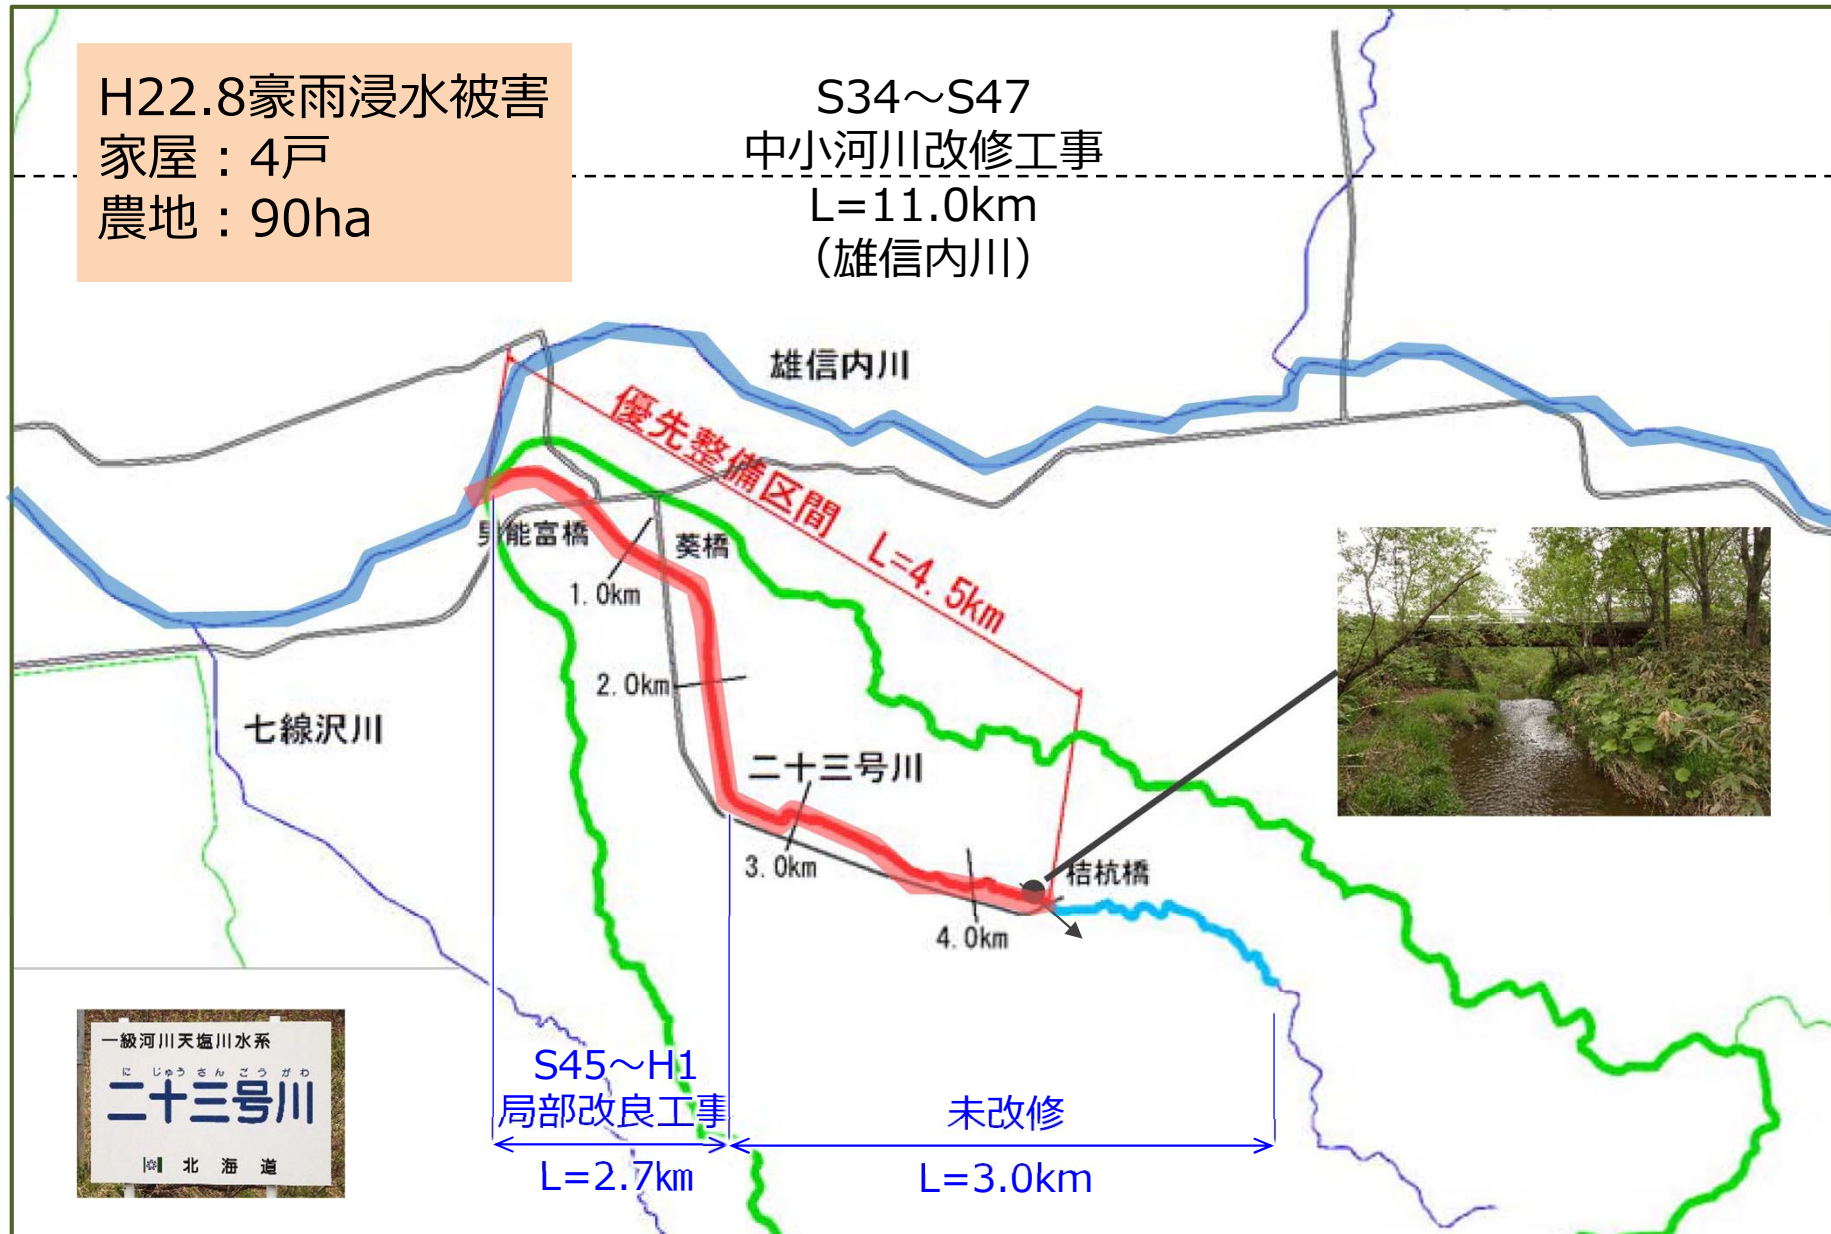 H22.8豪雨浸水被害
家屋：4戸
農地：90ha
S34～S47
中小河川改修工事
L=11.0km
（雄信内川）
雄信内川
優先整備区間 L=4.5km
男能富橋
葵橋
1.0km
2.0km
七線沢川
二十三号川
3.0km
桔杭橋
4.0km
一級河川天塩川水系
に じゅう さん ごう がわ
二十三号川
北海道
S45～H1
局部改良工事
L=2.7km
未改修
L=3.0km